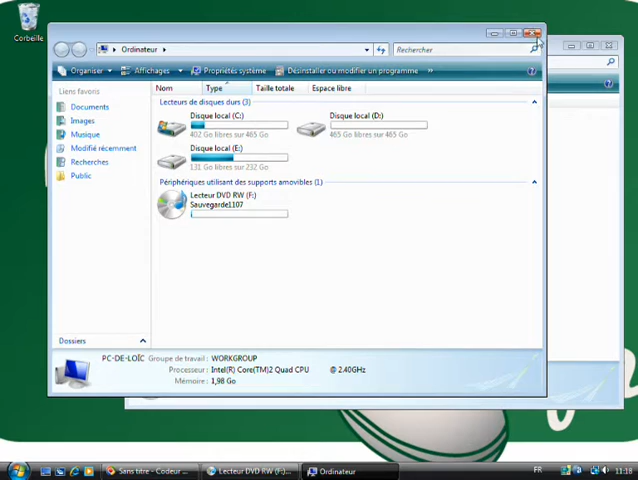 Corbeille
Ordinateur
Rechercher
Organiser
Affichages
Propriétés système
Désinstaller ou modifier un programme
»
Liens favoris
Documents
Images
Musique
Modifié récemment
Recherches
Public
Dossiers
Nom
Type
Taille totale
Espace libre
Lecteurs de disques durs (3)
Disque local (C:)
402 Go libres sur 465 Go
Disque local (D:)
465 Go libres sur 465 Go
Disque local (E:)
131 Go libres sur 232 Go
Périphériques utilisant des supports amovibles (1)
Lecteur DVD RW (F:)
Sauvegarde1107
PC-DE-LOÏC Groupe de travail : WORKGROUP
Processeur : Intel(R) Core(TM)2 Quad CPU @ 2.40GHz
Mémoire : 1,98 Go
Sans titre - Codeur ...
Lecteur DVD RW (F:)...
Ordinateur
FR
11:18